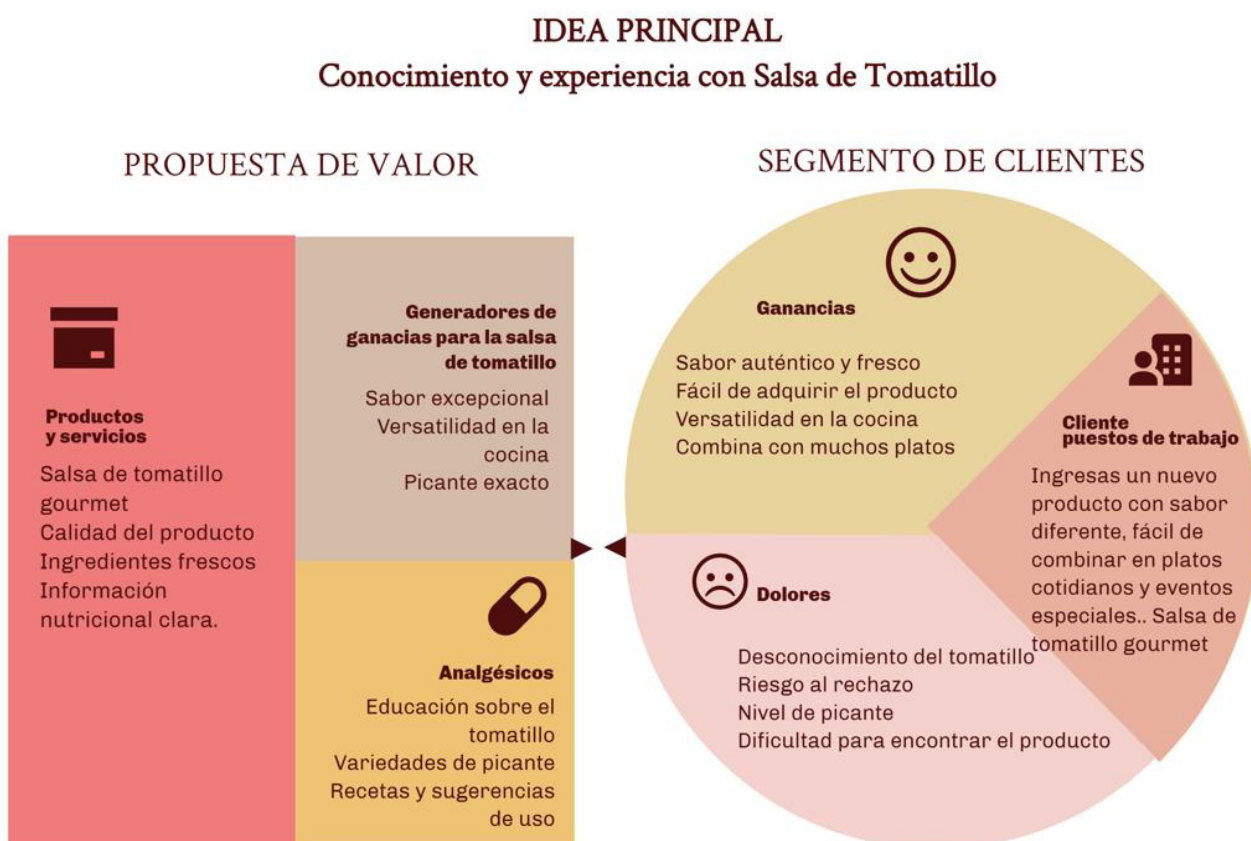 IDEA PRINCIPAL
Conocimiento y experiencia con Salsa de Tomatillo
PROPUESTA DE VALOR
Productos
y servicios
Salsa de tomatillo
gourmet
Calidad del producto
Ingredientes frescos
Información
nutricional clara.
Generadores de
ganacias para la salsa
de tomatillo
Sabor excepcional
Versatilidad en la
cocina
Picante exacto
Analgésicos
Educación sobre el
tomatillo
Variedades de picante
Recetas y sugerencias
de uso
SEGMENTO DE CLIENTES
Ganancias
Sabor auténtico y fresco
Fácil de adquirir el producto
Versatilidad en la cocina
Combina con muchos platos
Cliente
puestos de trabajo
Ingresas un nuevo
producto con sabor
diferente, fácil de
combinar en platos
cotidianos y eventos
especiales.. Salsa de
tomatillo gourmet
Dolores
Desconocimiento del tomatillo
Riesgo al rechazo
Nivel de picante
Dificultad para encontrar el producto